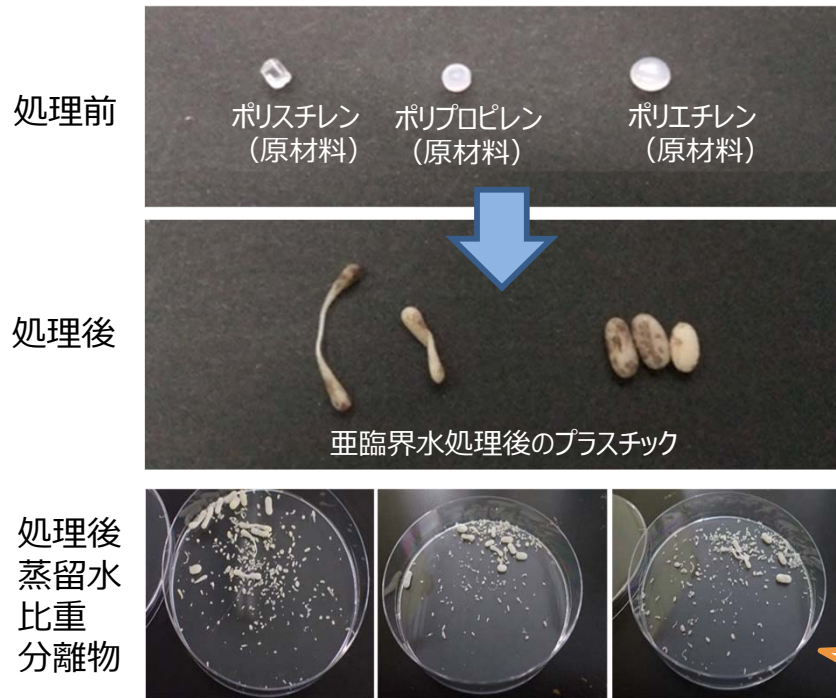 処理前
ポリスチレン
(原材料)
ポリプロピレン
(原材料)
ポリエチレン
(原材料)
処理後
亜臨界水処理後のプラスチック
処理後
蒸留水
比重
分離物